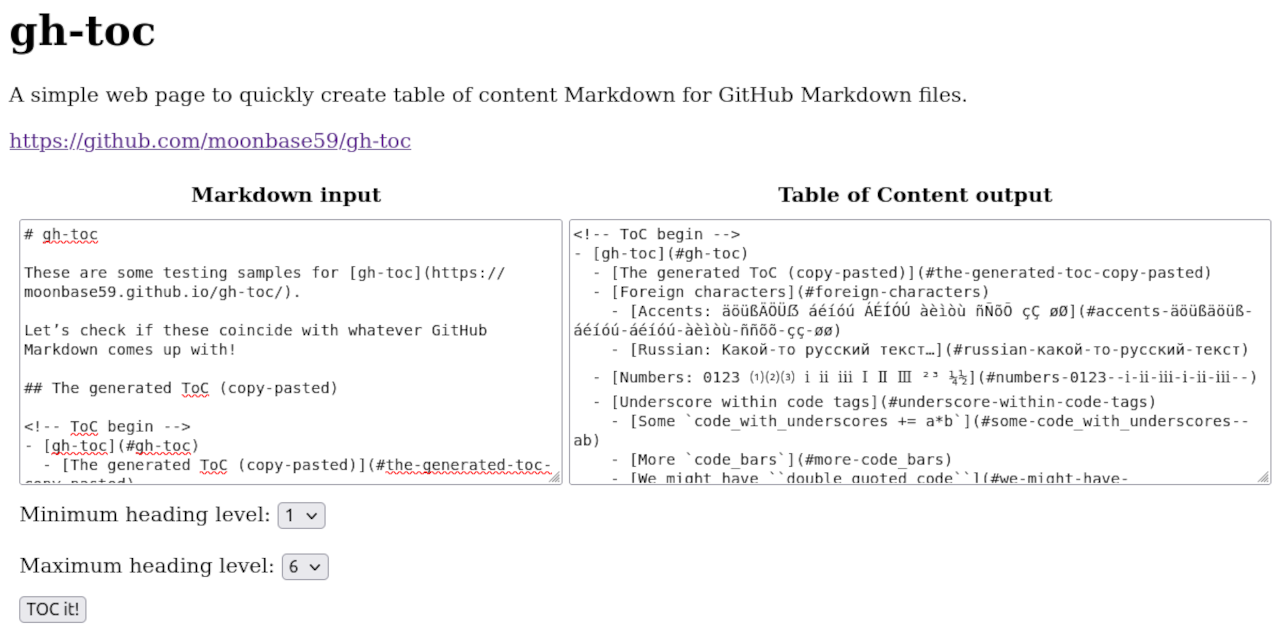 gh-toc
A simple web page to quickly create table of content Markdown for GitHub Markdown files.
https://github.com/moonbase59/gh-toc
Markdown input
# gh-toc
These are some testing samples for [gh-toc](https://
moonbase59.github.io/gh-toc/).
Let’s check if these coincide with whatever GitHub
Markdown comes up with!
## The generated ToC (copy-pasted)
<!-- ToC begin -->
- [gh-toc](#gh-toc)
  - [The generated ToC (copy-pasted)](#the-generated-toc-
copy-pasted)
Table of Content output
<!-- ToC begin -->
- [gh-toc](#gh-toc)
  - [The generated ToC (copy-pasted)](#the-generated-toc-copy-pasted)
  - [Foreign characters](#foreign-characters)
    - [Accents: äöüßÄÖÜẞ áéíóú ÁÉÍÓÚ àèìòù ñÑõÕ çÇ øØ](#accents-äöüßäöüß-
áéíóú-áéíóú-àèìòù-ññõõ-çç-øø)
    - [Russian: Какой-то русский текст…](#russian-какой-то-русский-текст)
  - [Numbers: 0123 ⑴⑵⑶ ⅰ ⅱ ⅲ Ⅰ Ⅱ Ⅲ ²³ ¼½](#numbers-0123--ⅰ-ⅱ-ⅲ-ⅰ-ⅱ-ⅲ--)
  - [Underscore within code tags](#underscore-within-code-tags)
    - [Some `code_with_underscores += a*b`](#some-code_with_underscores--
ab)
    - [More `code_bars`](#more-code_bars)
    - [We might have ``double quoted code``](#we-might-have-
Minimum heading level: 1
Maximum heading level: 6
TOC it!